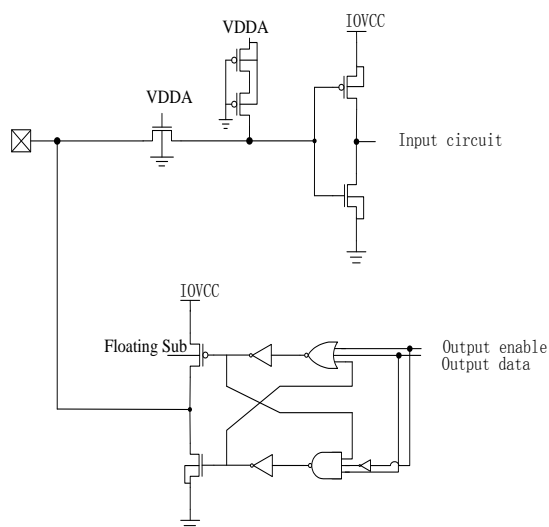 IOVCC
VDDA
VDDA
Input circuit
IOVCC
Floating Sub
Output enable
Output data